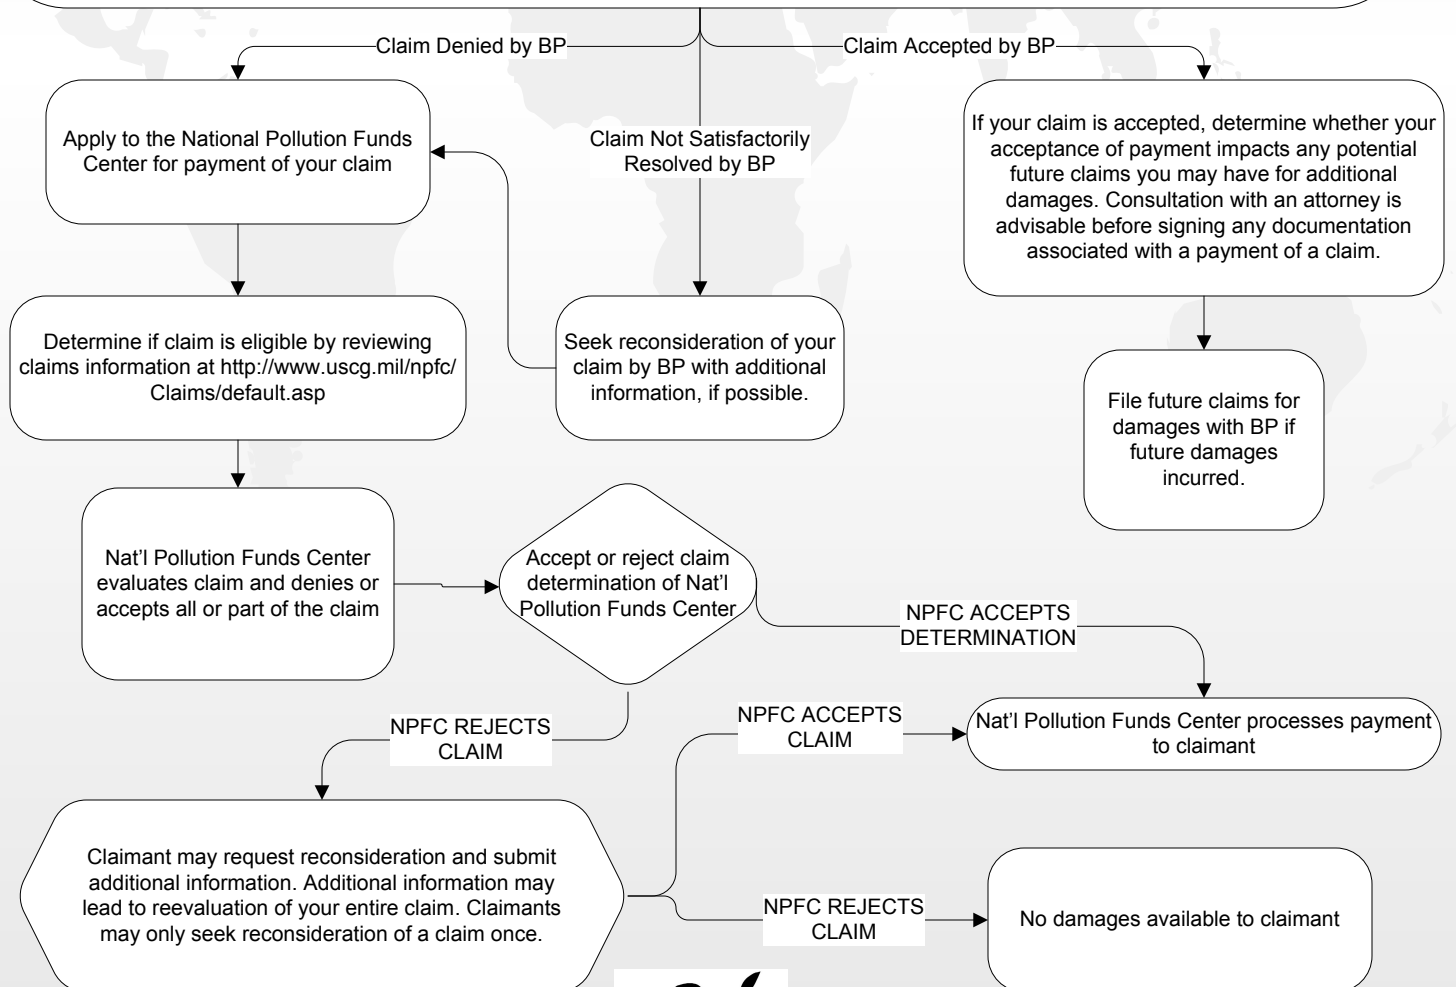 Claim Denied by BP
Claim Accepted by BP
Apply to the National Pollution Funds
Center for payment of your claim
Claim Not Satisfactorily
Resolved by BP
If your claim is accepted, determine whether your
acceptance of payment impacts any potential
future claims you may have for additional
damages. Consultation with an attorney is
advisable before signing any documentation
associated with a payment of a claim.
Determine if claim is eligible by reviewing
claims information at http://www.uscg.mil/npfc/
Claims/default.asp
Seek reconsideration of your
claim by BP with additional
information, if possible.
File future claims for
damages with BP if
future damages
incurred.
Nat’l Pollution Funds Center
evaluates claim and denies or
accepts all or part of the claim
Accept or reject claim
determination of Nat’l
Pollution Funds Center
NPFC ACCEPTS
DETERMINATION
NPFC REJECTS
CLAIM
NPFC ACCEPTS
CLAIM
Nat’l Pollution Funds Center processes payment
to claimant
Claimant may request reconsideration and submit
additional information. Additional information may
lead to reevaluation of your entire claim. Claimants
may only seek reconsideration of a claim once.
NPFC REJECTS
CLAIM
No damages available to claimant